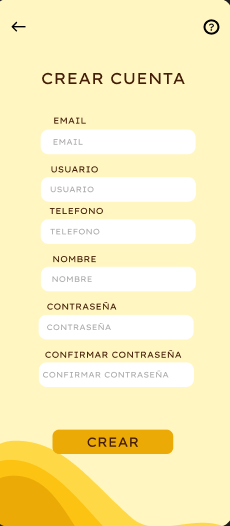 ?
CREAR CUENTA
EMAIL
EMAIL
USUARIO
USUARIO
TELEFONO
TELEFONO
NOMBRE
NOMBRE
CONTRASEÑA
CONTRASEÑA
CONFIRMAR CONTRASEÑA
CONFIRMAR CONTRASEÑA
CREAR